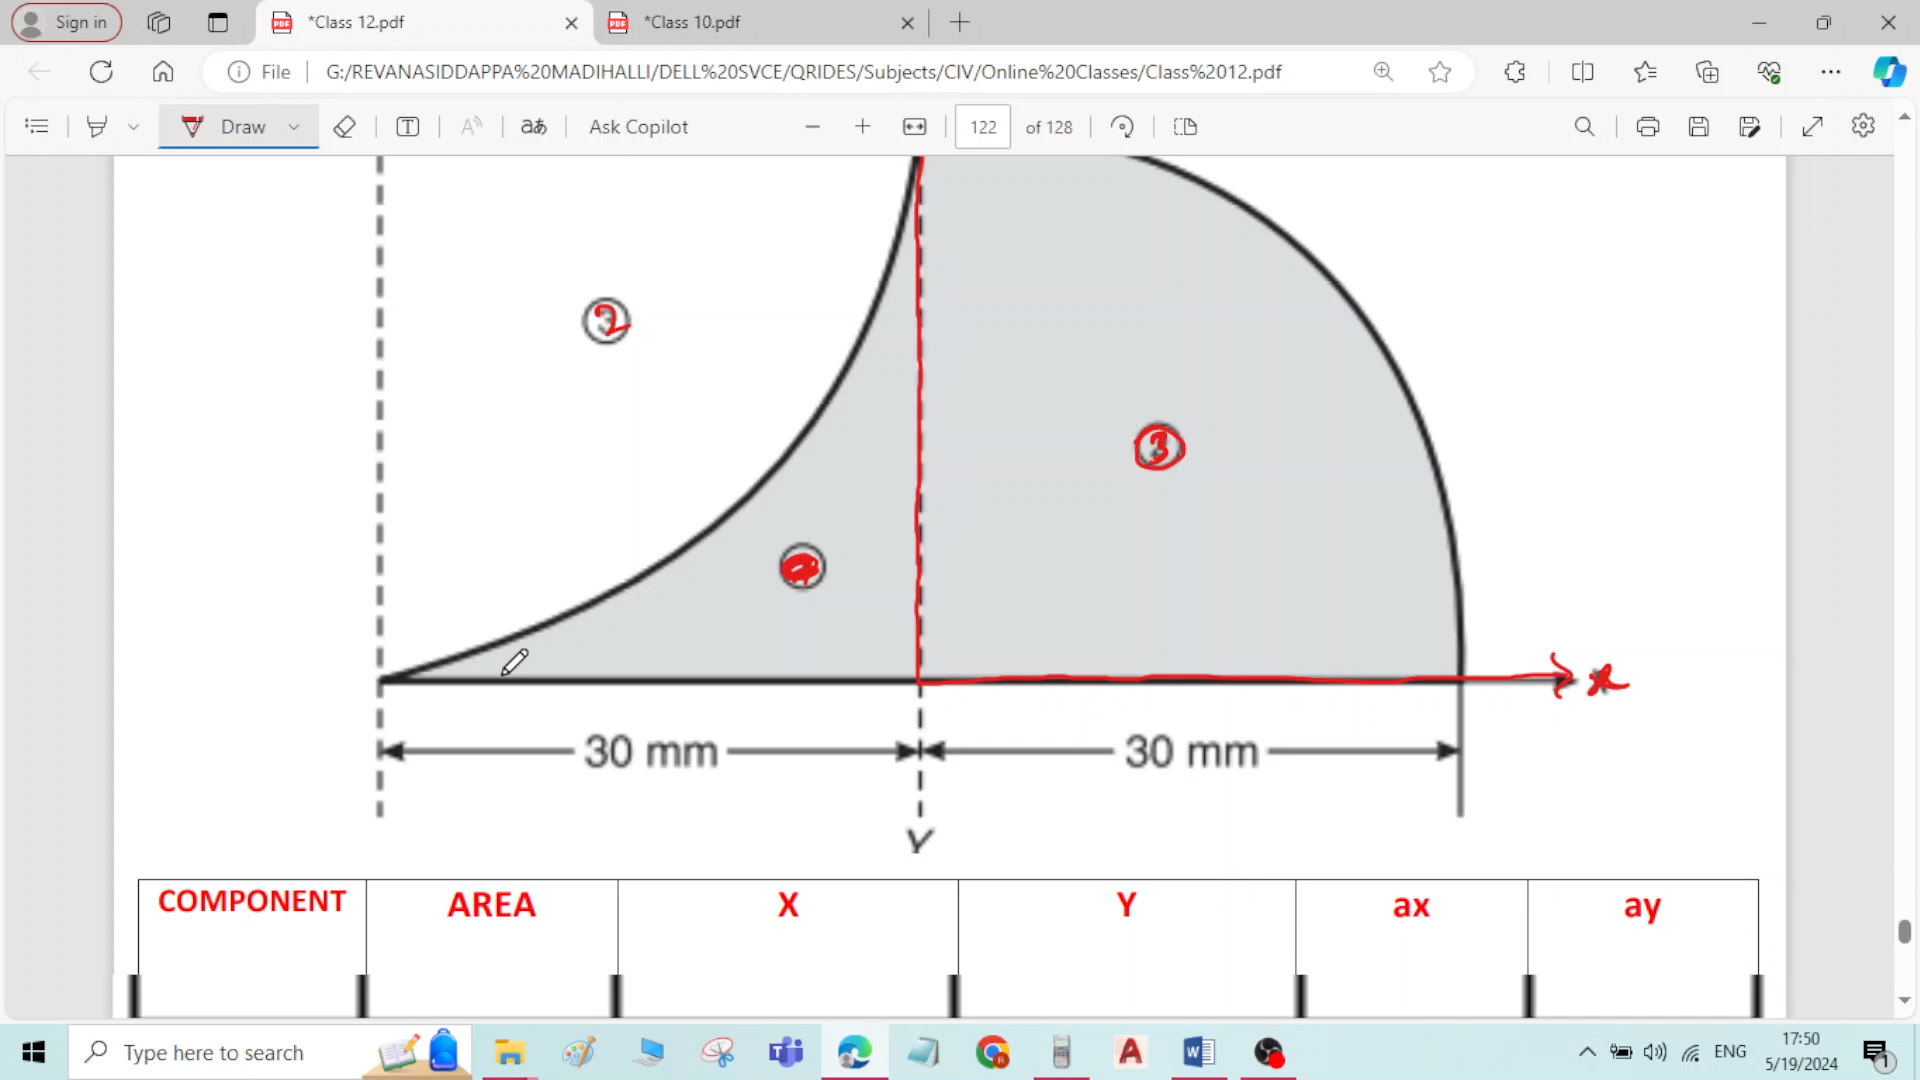 Sign in
*Class 12.pdf
*Class 10.pdf
File
G:/REVANASIDDAPPA%20MADIHALLI/DELL%20SVCE/QRIDES/Subjects/CIV/Online%20Classes/Class%2012.pdf
Draw
Ask Copilot
122 of 128
2
3
x
30 mm 30 mm
Y
COMPONENT AREA X Y ax ay
Type here to search
ENG
17:50
5/19/2024
1